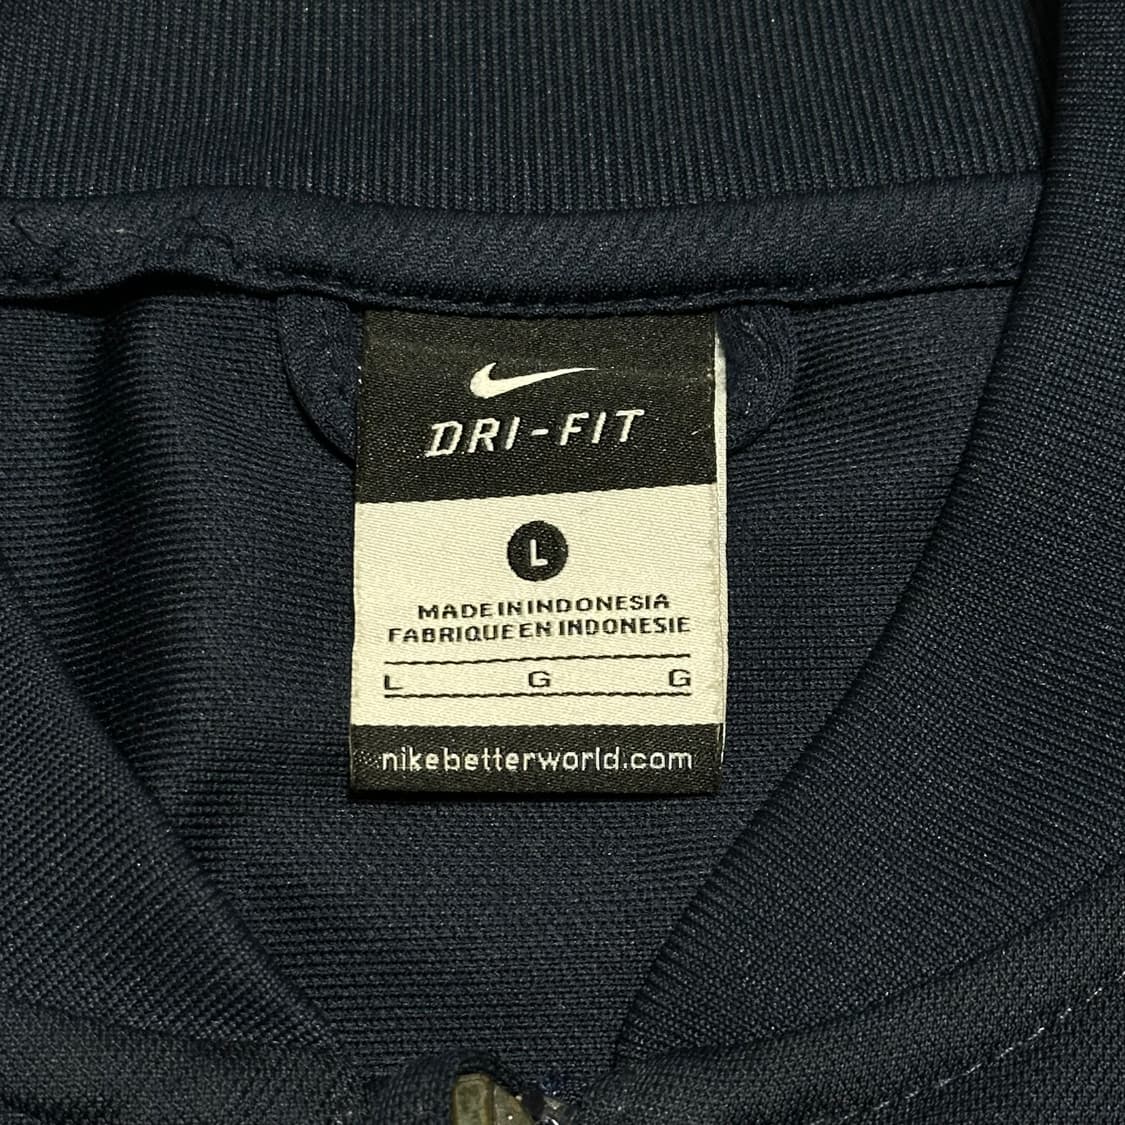 DRI-FIT
L
MADE IN INDONESIA
FABRIQUE EN INDONESIE
L G G
nikebetterworld.com